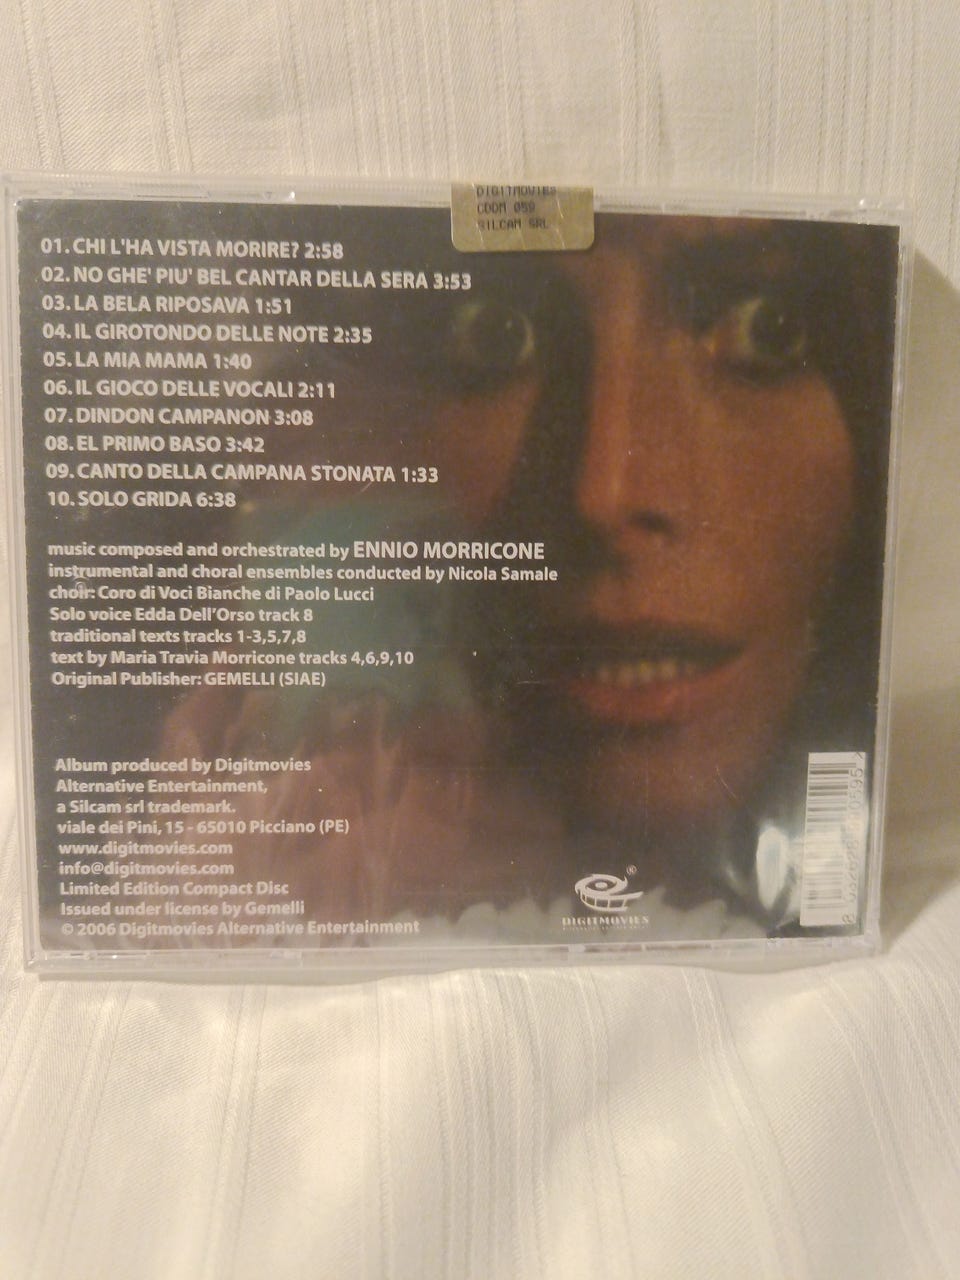 DIGITMOVIES
CDDM 059
SILCAM SRL
01. CHI L'HA VISTA MORIRE? 2:58
02. NO GHE' PIU' BEL CANTAR DELLA SERA 3:53
03. LA BELA RIPOSAVA 1:51
04. IL GIROTONDO DELLE NOTE 2:35
05. LA MIA MAMA 1:40
06. IL GIOCO DELLE VOCALI 2:11
07. DINDON CAMPANON 3:08
08. EL PRIMO BASO 3:42
09. CANTO DELLA CAMPANA STONATA 1:33
10. SOLO GRIDA 6:38
music composed and orchestrated by ENNIO MORRICONE
instrumental and choral ensembles conducted by Nicola Samale
choir: Coro di Voci Bianche di Paolo Lucci
Solo voice Edda Dell'Orso track 8
traditional texts tracks 1-3,5,7,8
text by Maria Travia Morricone tracks 4,6,9,10
Original Publisher: GEMELLI (SIAE)
Album produced by Digitmovies
Alternative Entertainment,
a Silcam srl trademark.
viale dei Pini, 15 - 65010 Picciano (PE)
www.digitmovies.com
info@digitmovies.com
Limited Edition Compact Disc
Issued under license by Gemelli
© 2006 Digitmovies Alternative Entertainment
®
DIGITMOVIES